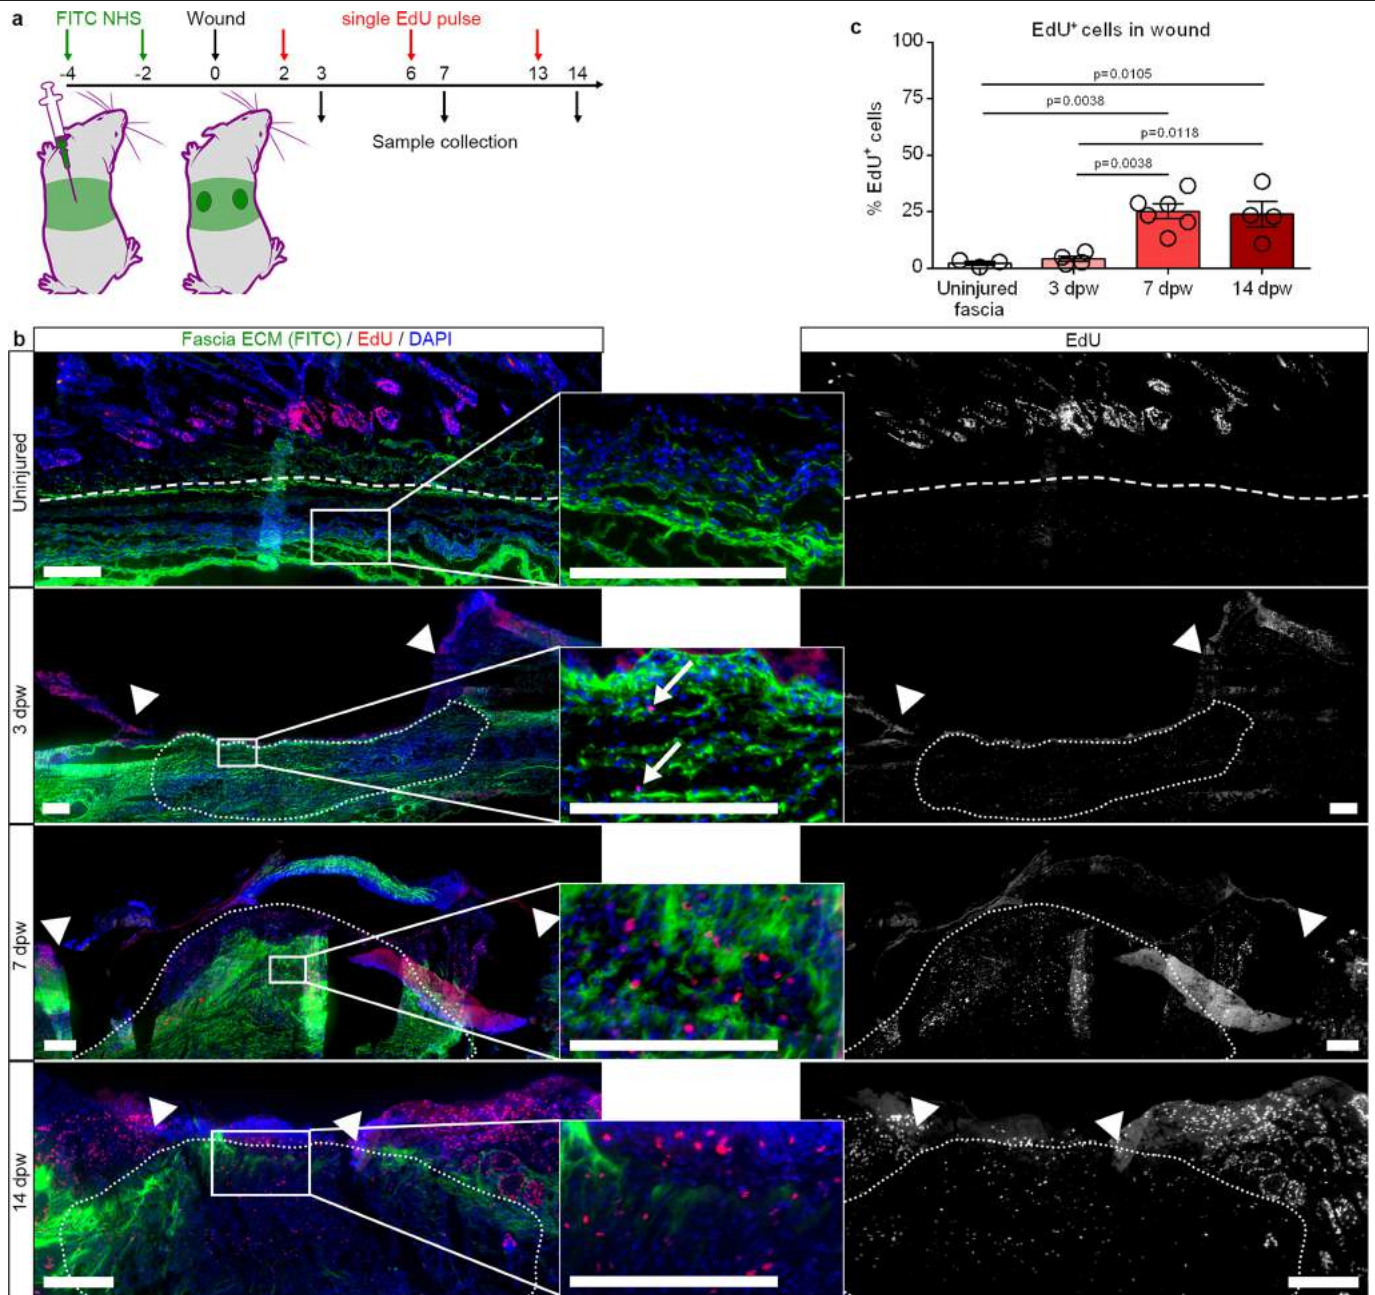 a
FITC NHS
Wound
single EdU pulse
-4
-2
0
2
3
6
7
13
14
Sample collection
c
EdU⁺ cells in wound
% EdU⁺ cells
100
75
50
25
0
p=0.0105
p=0.0038
p=0.0118
p=0.0038
Uninjured
fascia
3 dpw
7 dpw
14 dpw
b
Fascia ECM (FITC) / EdU / DAPI
EdU
Uninjured
3 dpw
7 dpw
14 dpw